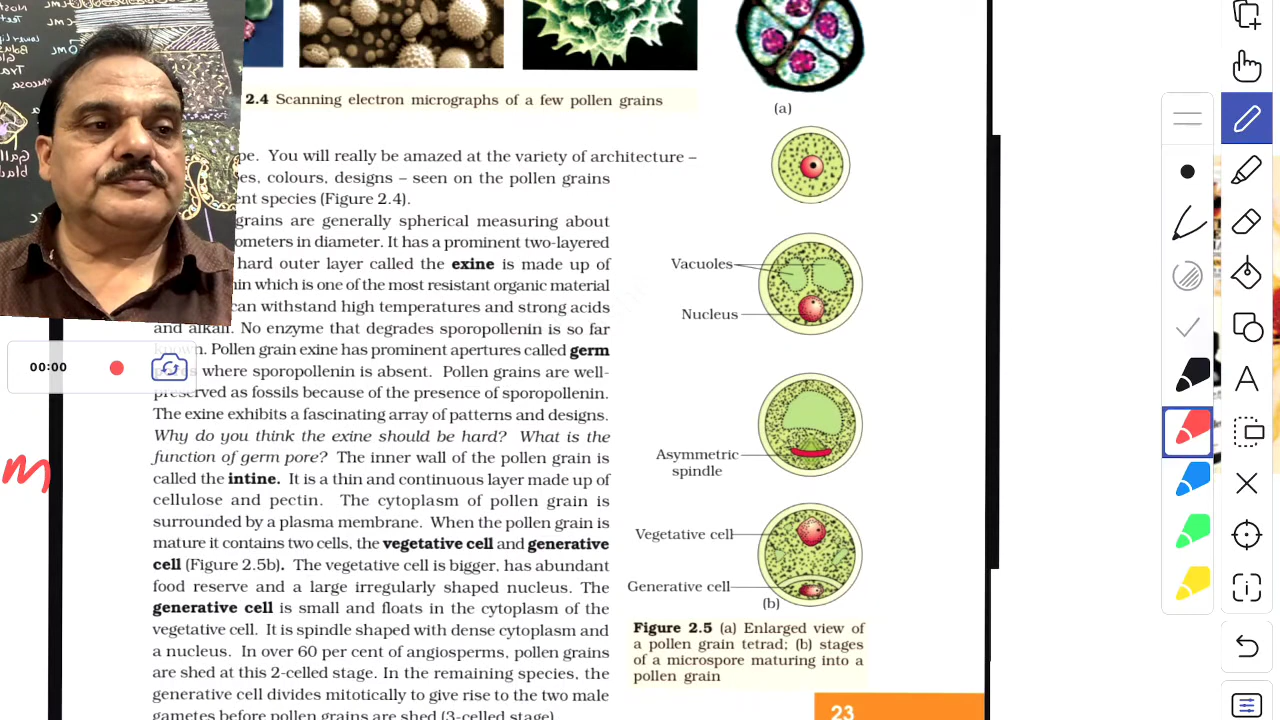 2.4 Scanning electron micrographs of a few pollen grains
(a)
You will really be amazed at the variety of architecture –
colours, designs – seen on the pollen grains
species (Figure 2.4).
grains are generally spherical measuring about
in diameter. It has a prominent two-layered
hard outer layer called the exine is made up of
which is one of the most resistant organic material
can withstand high temperatures and strong acids
and alkali. No enzyme that degrades sporopollenin is so far
known. Pollen grain exine has prominent apertures called germ
pores where sporopollenin is absent. Pollen grains are well-
preserved as fossils because of the presence of sporopollenin.
The exine exhibits a fascinating array of patterns and designs.
Why do you think the exine should be hard? What is the
function of germ pore? The inner wall of the pollen grain is
called the intine. It is a thin and continuous layer made up of
cellulose and pectin. The cytoplasm of pollen grain is
surrounded by a plasma membrane. When the pollen grain is
mature it contains two cells, the vegetative cell and generative
cell (Figure 2.5b). The vegetative cell is bigger, has abundant
food reserve and a large irregularly shaped nucleus. The
generative cell is small and floats in the cytoplasm of the
vegetative cell. It is spindle shaped with dense cytoplasm and
a nucleus. In over 60 per cent of angiosperms, pollen grains
are shed at this 2-celled stage. In the remaining species, the
generative cell divides mitotically to give rise to the two male
gametes before pollen grains are shed (3-celled stage).
Vacuoles
Nucleus
Asymmetric
spindle
Vegetative cell
Generative cell
(b)
Figure 2.5 (a) Enlarged view of
a pollen grain tetrad; (b) stages
of a microspore maturing into a
pollen grain
23
00:00
m
A